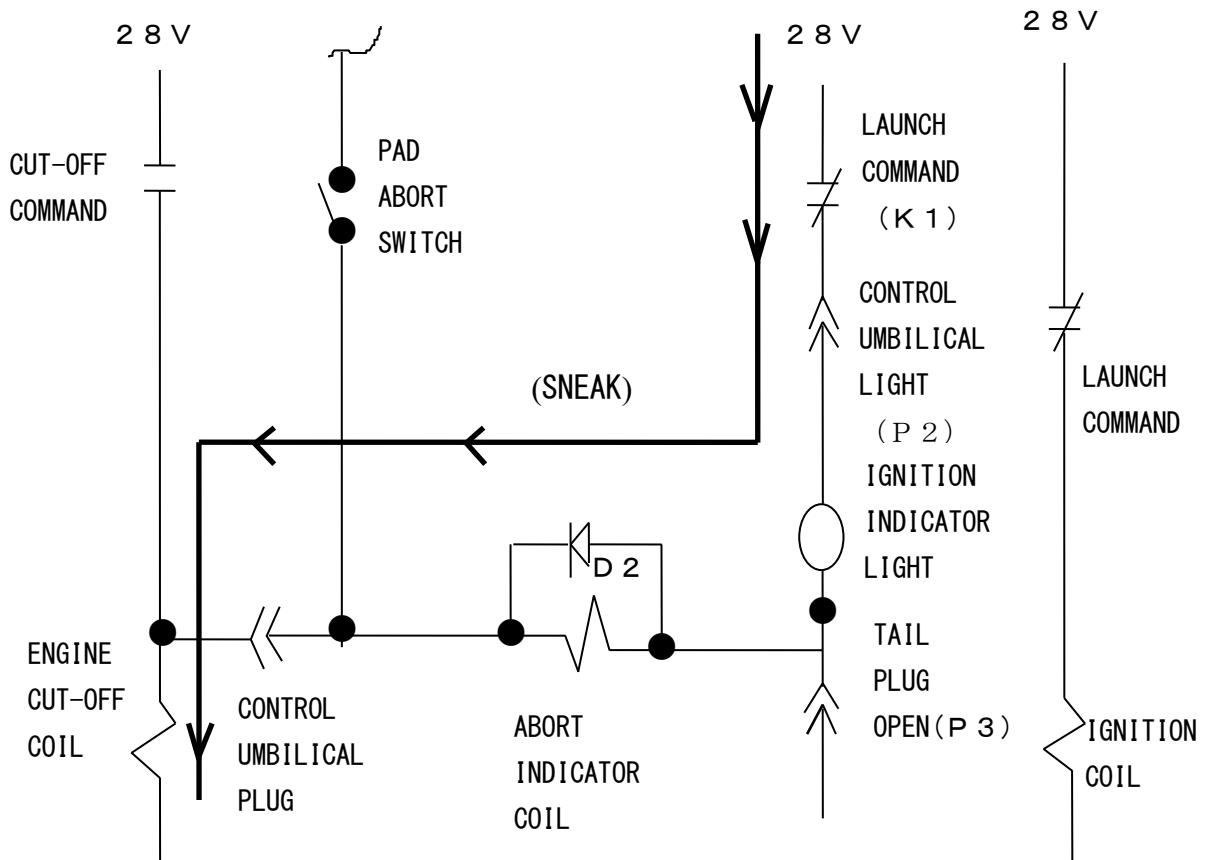 ２８Ｖ
２８Ｖ
２８Ｖ
CUT-OFF
COMMAND
PAD
ABORT
SWITCH
LAUNCH
COMMAND
(Ｋ１)
CONTROL
UMBILICAL
LIGHT
(Ｐ２)
LAUNCH
COMMAND
(SNEAK)
IGNITION
INDICATOR
LIGHT
Ｄ２
ENGINE
CUT-OFF
COIL
CONTROL
UMBILICAL
PLUG
ABORT
INDICATOR
COIL
TAIL
PLUG
OPEN(Ｐ３)
IGNITION
COIL